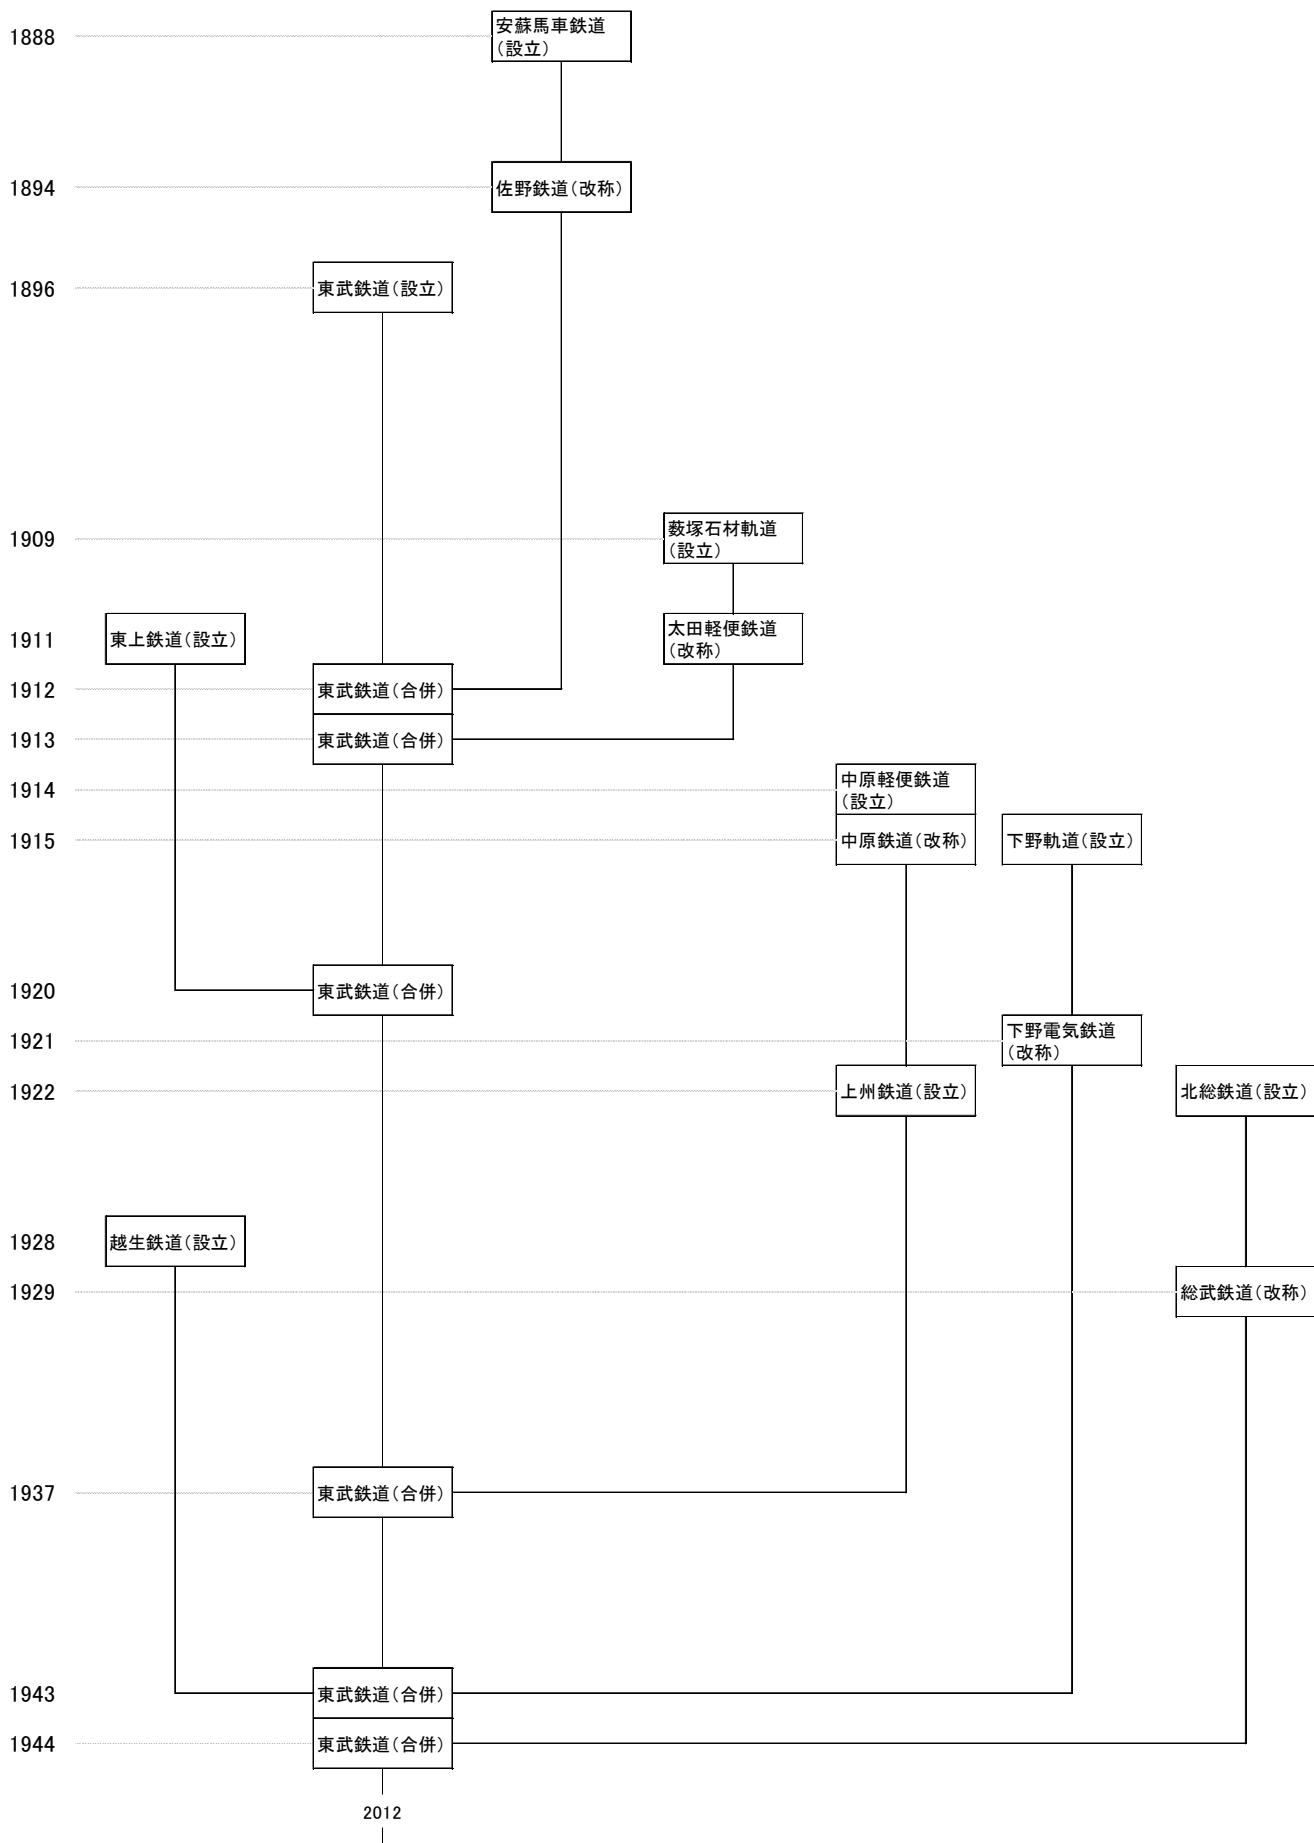 1888
安蘇馬車鉄道
(設立)
1894
佐野鉄道(改称)
1896
東武鉄道(設立)
1909
薮塚石材軌道
(設立)
1911
東上鉄道(設立)
太田軽便鉄道
(改称)
1912
東武鉄道(合併)
1913
東武鉄道(合併)
1914
中原軽便鉄道
(設立)
1915
中原鉄道(改称)
下野軌道(設立)
1920
東武鉄道(合併)
1921
下野電気鉄道
(改称)
1922
上州鉄道(設立)
北総鉄道(設立)
1928
越生鉄道(設立)
1929
総武鉄道(改称)
1937
東武鉄道(合併)
1943
東武鉄道(合併)
1944
東武鉄道(合併)
2012